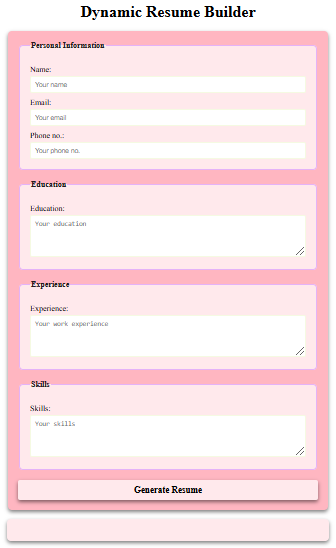 Dynamic Resume Builder
Personal Information
Name:
Your name
Email:
Your email
Phone no.:
Your phone no.
Education
Education:
Your education
Experience
Experience:
Your work experience
Skills
Skills:
Your skills
Generate Resume